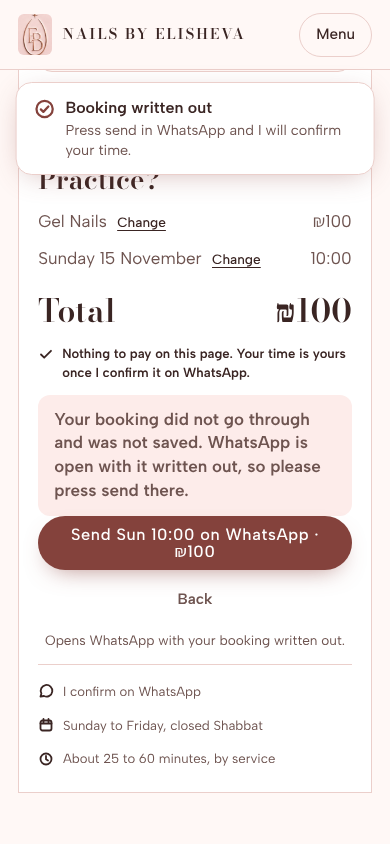 NAILS BY ELISHEVA
Menu
Booking written out
Press send in WhatsApp and I will confirm
your time.
Practice?
Gel Nails Change ₪100
Sunday 15 November Change 10:00
Total ₪100
Nothing to pay on this page. Your time is yours
once I confirm it on WhatsApp.
Your booking did not go through
and was not saved. WhatsApp is
open with it written out, so please
press send there.
Send Sun 10:00 on WhatsApp ·
₪100
Back
Opens WhatsApp with your booking written out.
I confirm on WhatsApp
Sunday to Friday, closed Shabbat
About 25 to 60 minutes, by service